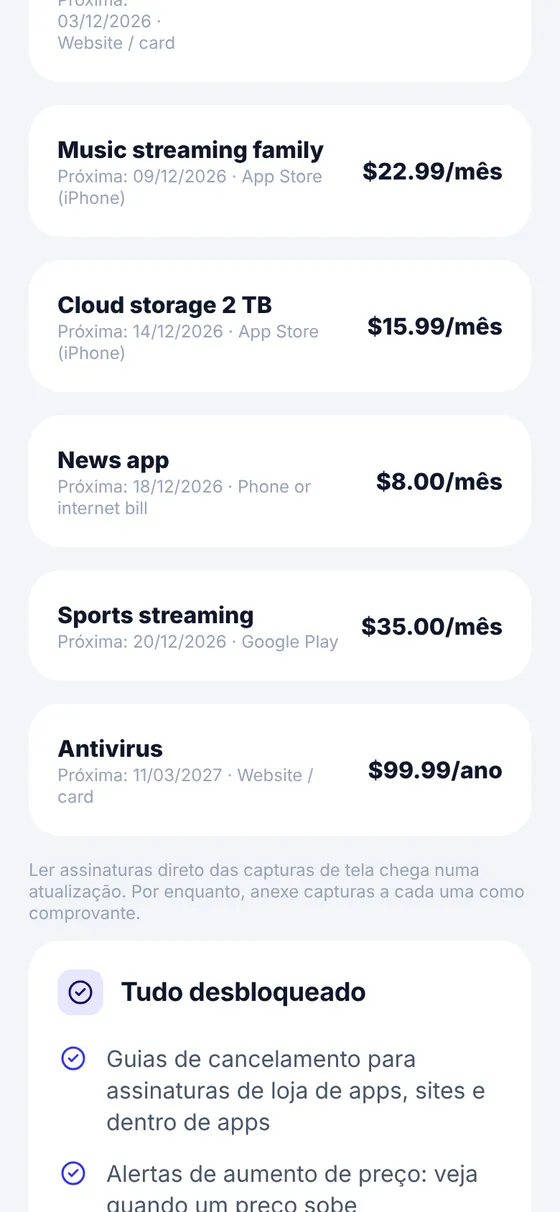 Próxima:
03/12/2026 ·
Website / card
Music streaming family
Próxima: 09/12/2026 · App Store
(iPhone)
$22.99/mês
Cloud storage 2 TB
Próxima: 14/12/2026 · App Store
(iPhone)
$15.99/mês
News app
Próxima: 18/12/2026 · Phone or
internet bill
$8.00/mês
Sports streaming
Próxima: 20/12/2026 · Google Play
$35.00/mês
Antivirus
Próxima: 11/03/2027 · Website /
card
$99.99/ano
Ler assinaturas direto das capturas de tela chega numa
atualização. Por enquanto, anexe capturas a cada uma como
comprovante.
Tudo desbloqueado
Guias de cancelamento para
assinaturas de loja de apps, sites e
dentro de apps
Alertas de aumento de preço: veja
quando um preço sobe